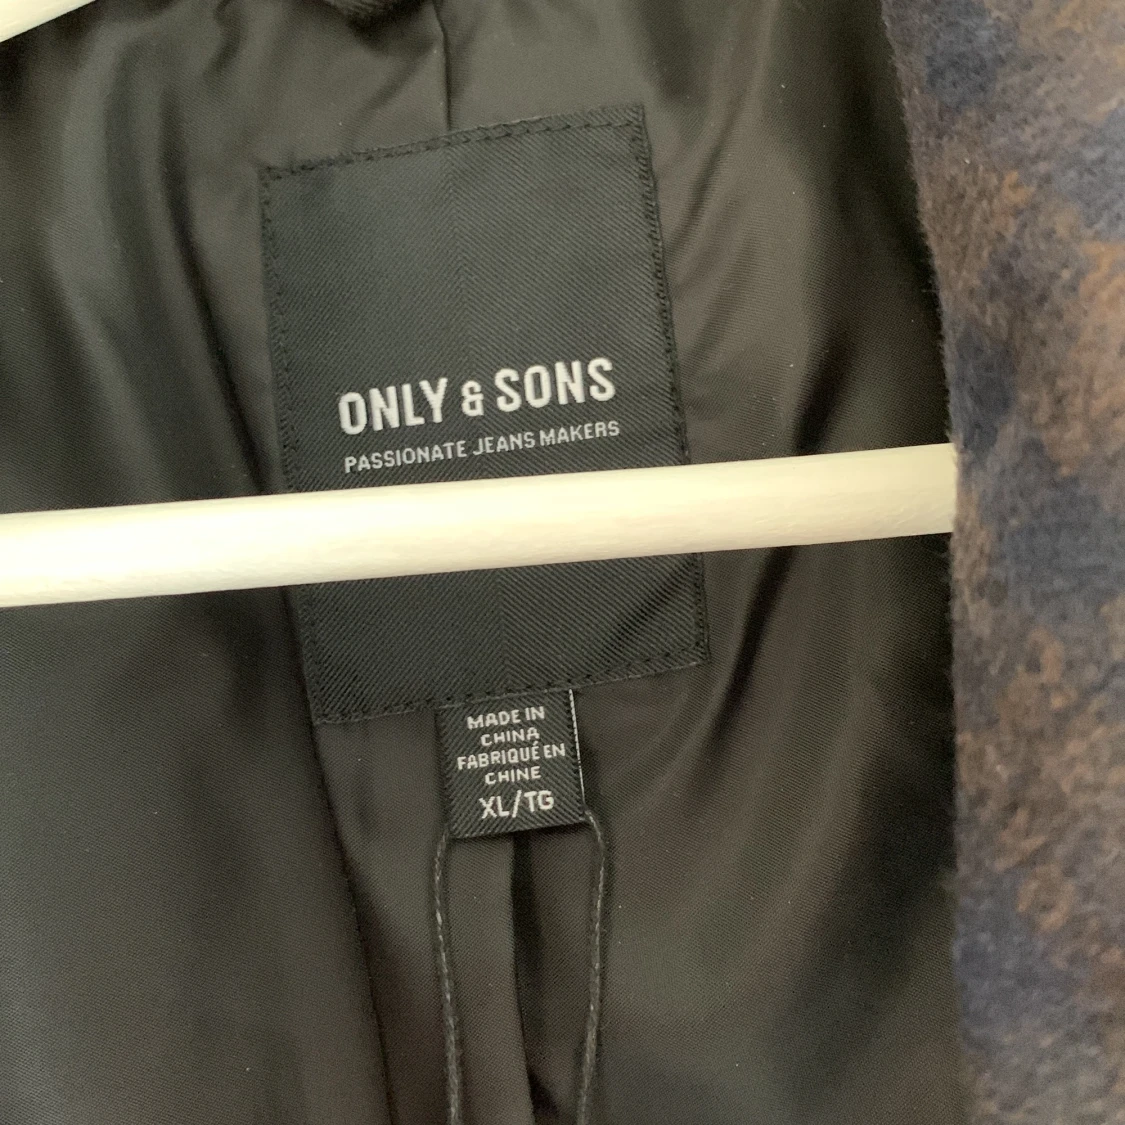 ONLY & SONS
PASSIONATE JEANS MAKERS
MADE IN
CHINA
FABRIQUÉ EN
CHINE
XL/TG